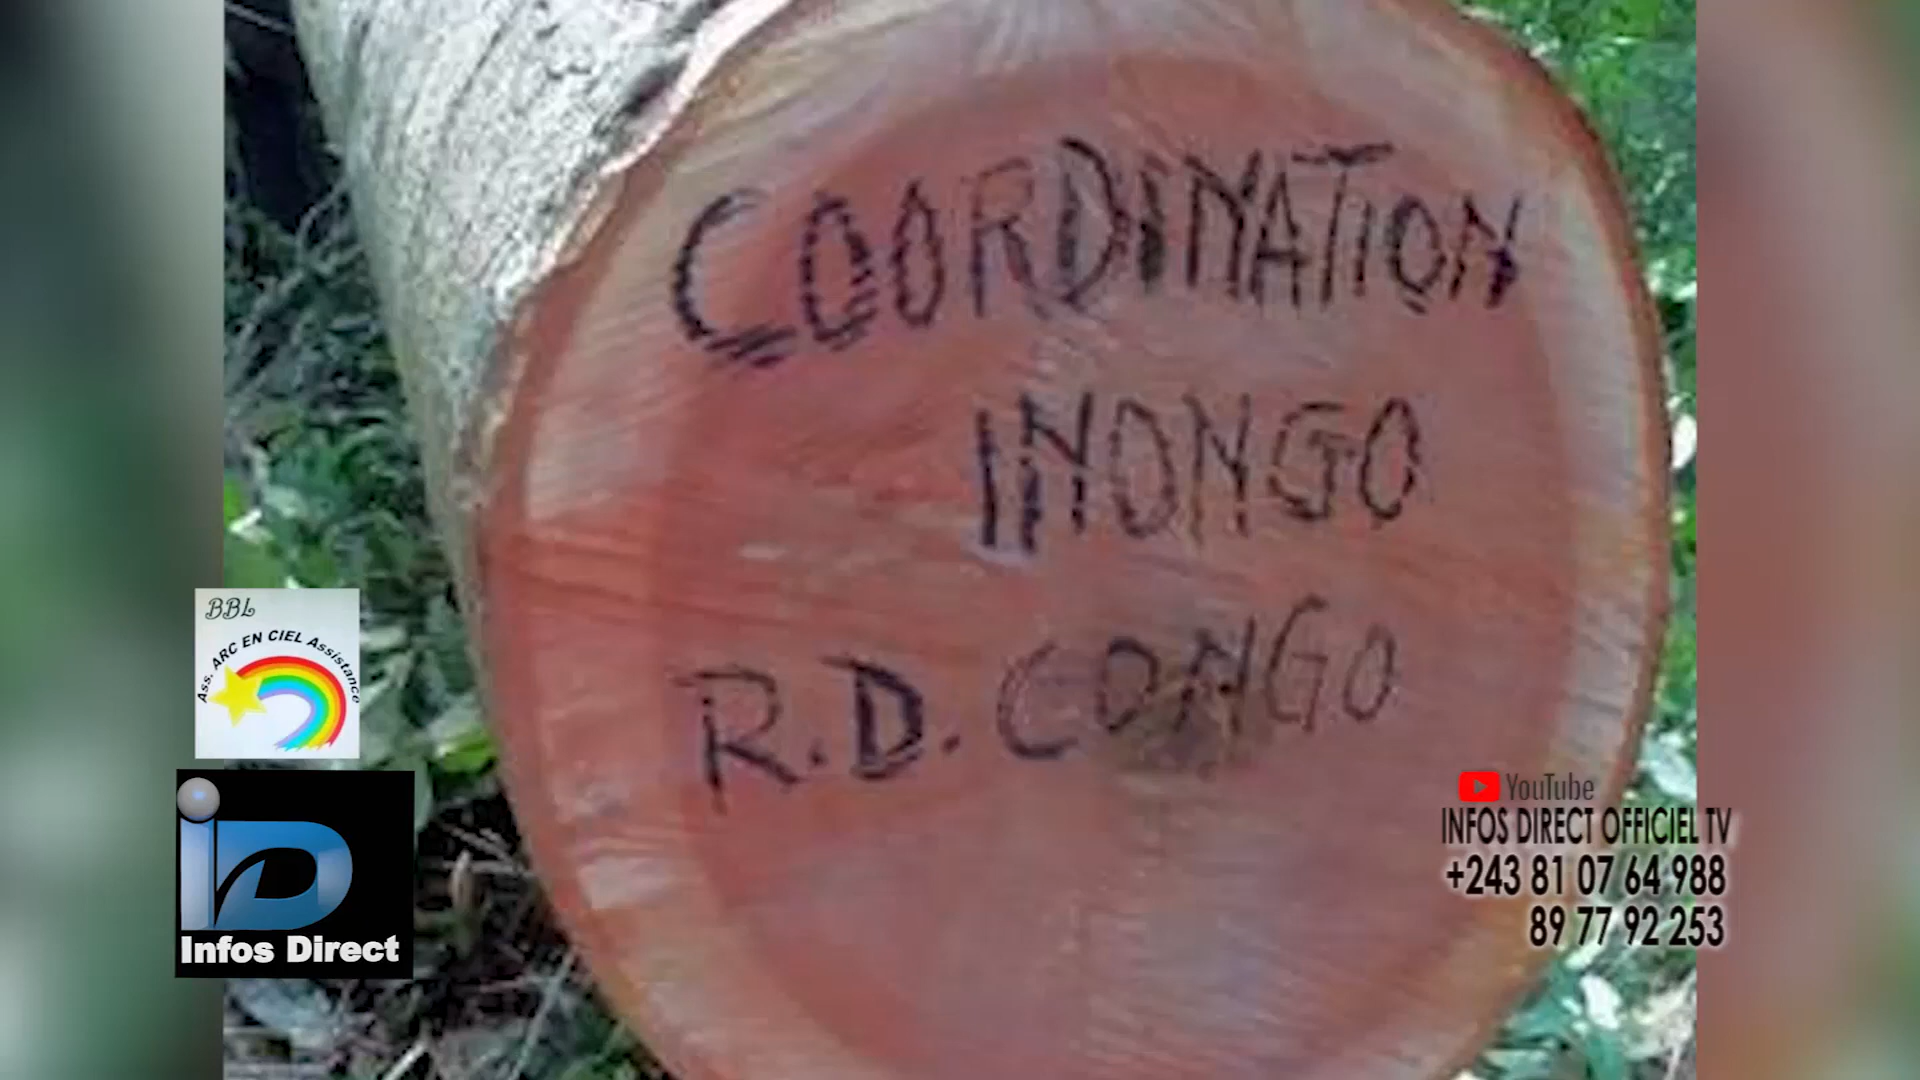 COORDINATION
INONGO
R.D. CONGO
BBL
Ass. ARC EN CIEL Assistance
iD
Infos Direct
YouTube
INFOS DIRECT OFFICIEL TV
+243 81 07 64 988
89 77 92 253